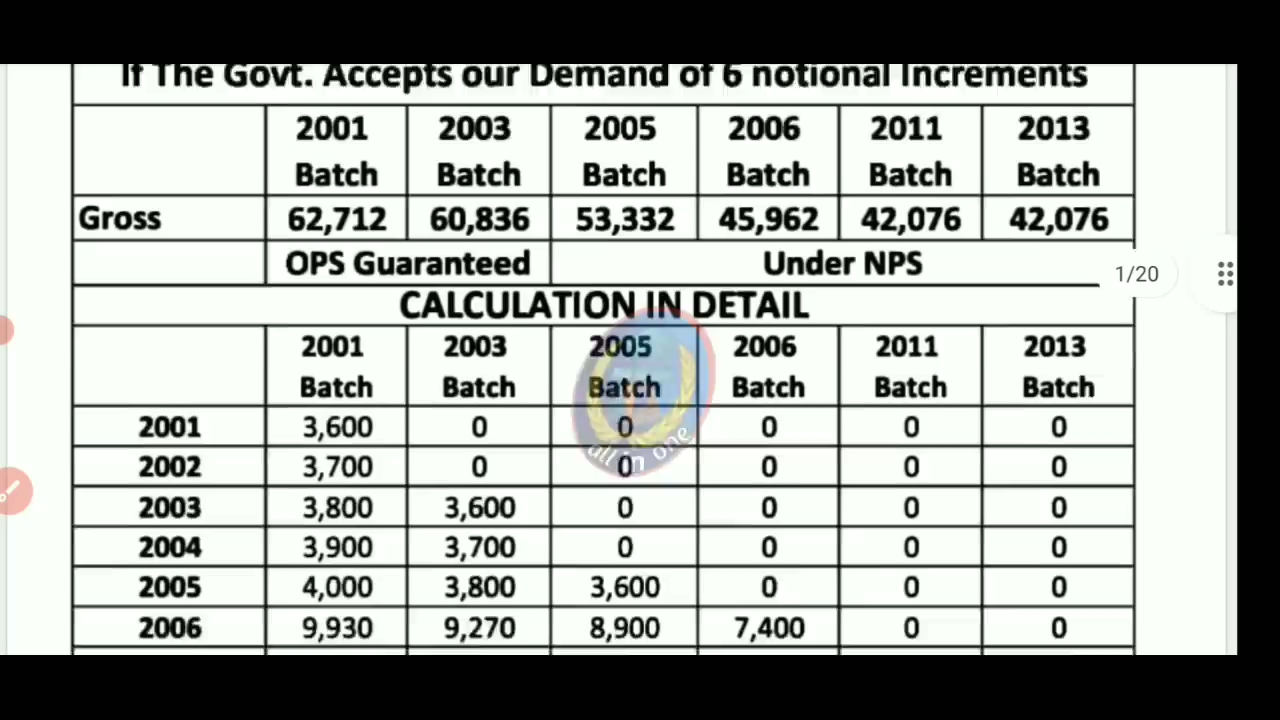 If The Govt. Accepts our Demand of 6 notional Increments
2001 Batch 2003 Batch 2005 Batch 2006 Batch 2011 Batch 2013 Batch
Gross 62,712 60,836 53,332 45,962 42,076 42,076
OPS Guaranteed Under NPS
1/20
CALCULATION IN DETAIL
2001 Batch 2003 Batch 2005 Batch 2006 Batch 2011 Batch 2013 Batch
2001 3,600 0 0 0 0 0
2002 3,700 0 0 0 0 0
2003 3,800 3,600 0 0 0 0
2004 3,900 3,700 0 0 0 0
2005 4,000 3,800 3,600 0 0 0
2006 9,930 9,270 8,900 7,400 0 0
all in one